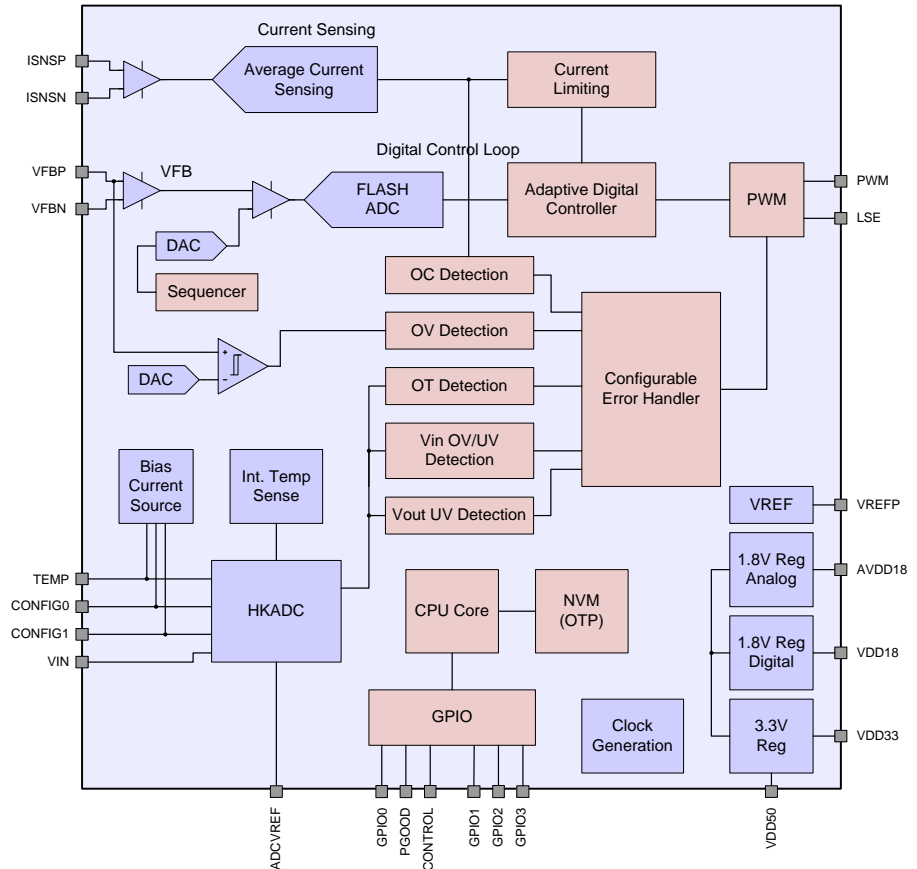 Current Sensing
ISNSP
ISNSN
Average Current
Sensing
Current
Limiting
Digital Control Loop
VFBP
VFBN
VFB
FLASH
ADC
Adaptive Digital
Controller
PWM
PWM
LSE
DAC
Sequencer
OC Detection
OV Detection
+
-
DAC
OT Detection
Configurable
Error Handler
Vin OV/UV
Detection
Vout UV Detection
Bias
Current
Source
Int. Temp
Sense
VREF
VREFP
TEMP
CONFIG0
CONFIG1
VIN
HKADC
CPU Core
NVM
(OTP)
1.8V Reg
Analog
AVDD18
1.8V Reg
Digital
VDD18
GPIO
Clock
Generation
3.3V
Reg
VDD33
ADCVREF
GPIO0
PGOOD
CONTROL
GPIO1
GPIO2
GPIO3
VDD50